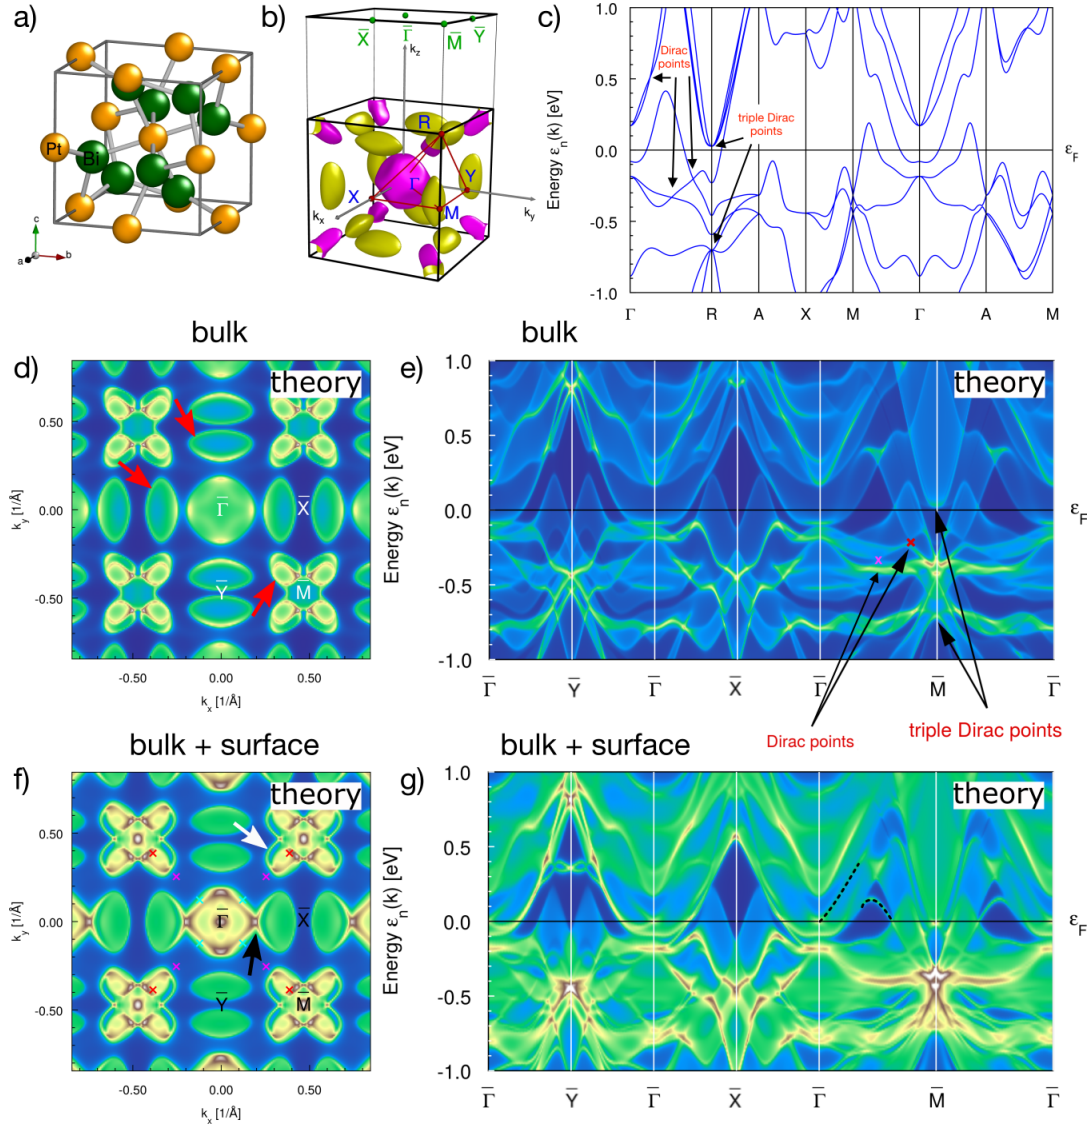 a)
Pt
Bi
c
a
b
b)
X̅
Γ̅
M̅
Y̅
k_z
R
Γ
Y
X
M
k_x
k_y
c)
Energy ε_n(k) [eV]
1.0
0.5
0.0
-0.5
-1.0
Dirac
points
triple Dirac
points
ε_F
Γ R A X M Γ A M
bulk
d)
theory
k_y [1/Å]
0.50
0.00
-0.50
Γ̅
X̅
Y̅
M̅
-0.50 0.00 0.50
k_x [1/Å]
bulk
e)
theory
Energy ε_n(k) [eV]
1.0
0.5
0.0
-0.5
-1.0
ε_F
Γ̅ Y̅ Γ̅ X̅ Γ̅ M̅ Γ̅
Dirac points
triple Dirac points
bulk + surface
f)
theory
k_y [1/Å]
0.50
0.00
-0.50
Γ̅
X̅
Y̅
M̅
-0.50 0.00 0.50
k_x [1/Å]
bulk + surface
g)
theory
Energy ε_n(k) [eV]
1.0
0.5
0.0
-0.5
-1.0
ε_F
Γ̅ Y̅ Γ̅ X̅ Γ̅ M̅ Γ̅